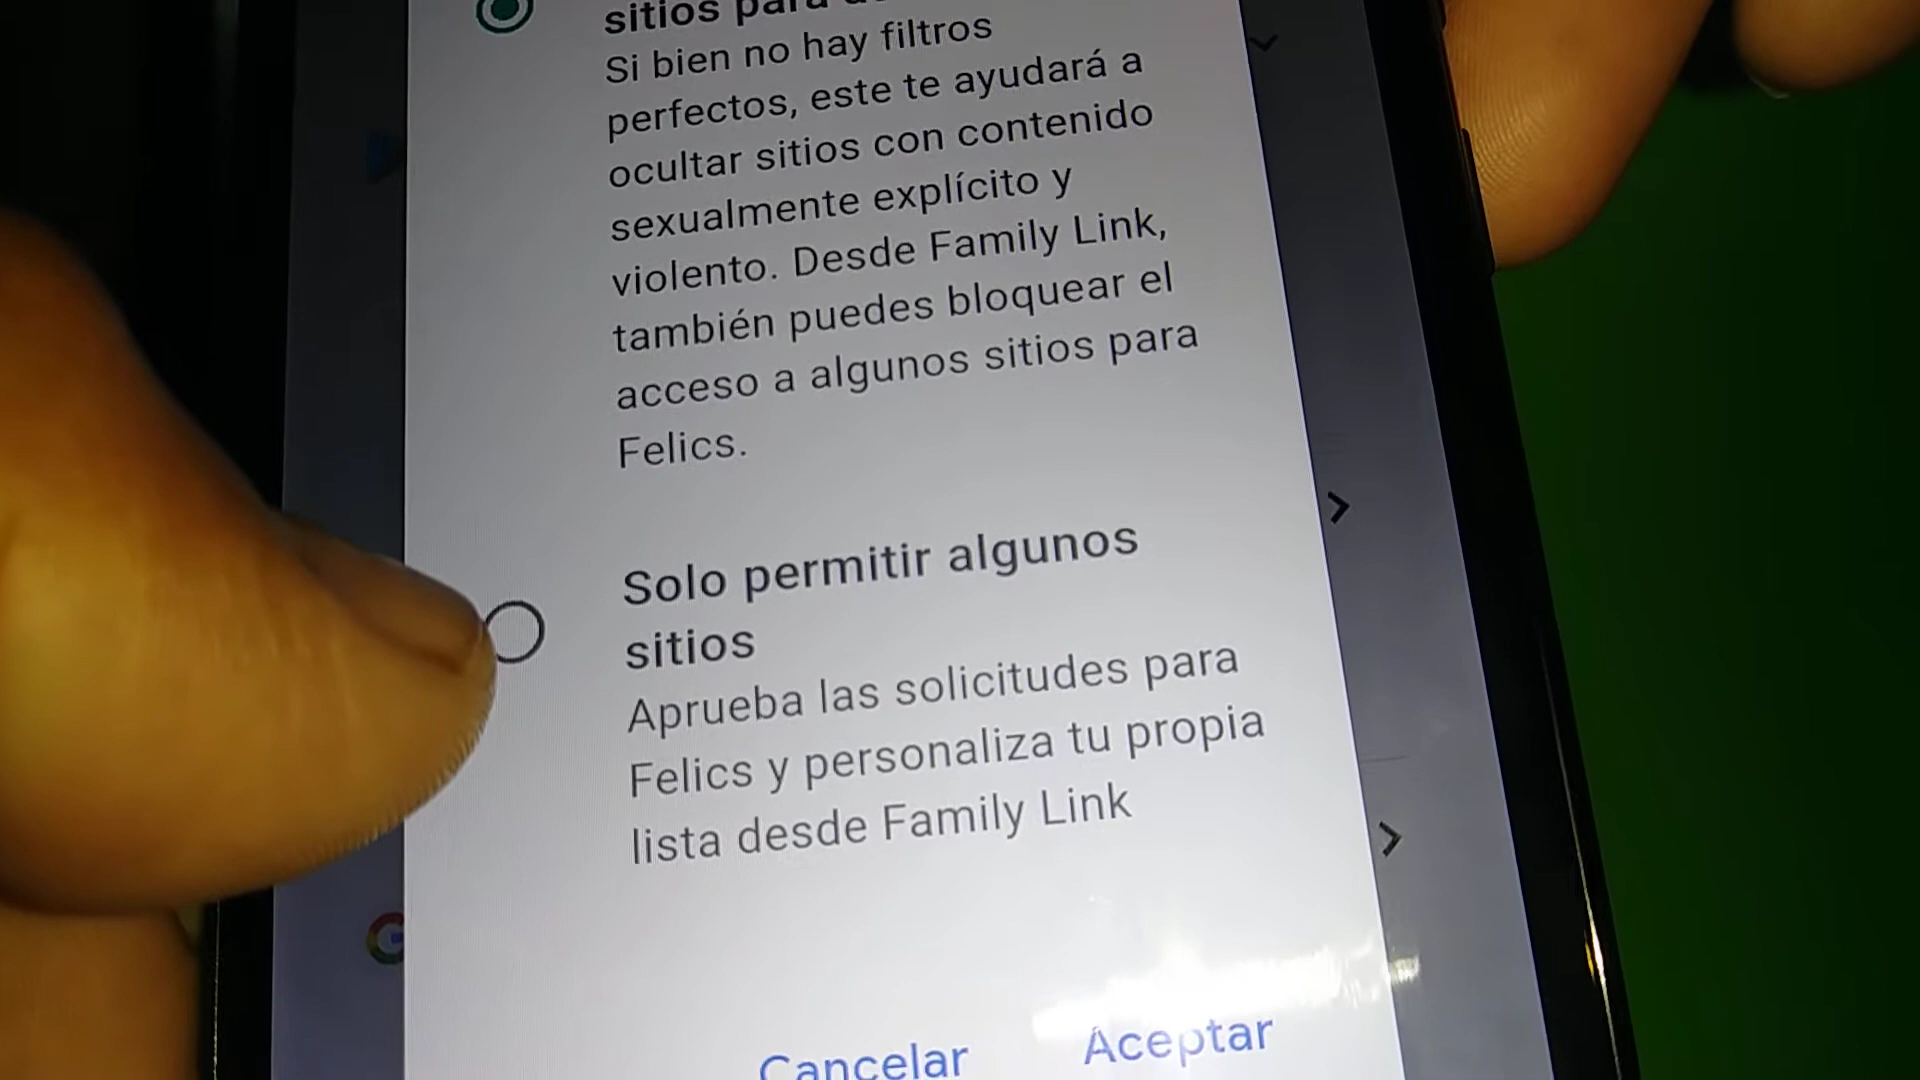 sitios para
Si bien no hay filtros
perfectos, este te ayudará a
ocultar sitios con contenido
sexualmente explícito y
violento. Desde Family Link,
también puedes bloquear el
acceso a algunos sitios para
Felics.
Solo permitir algunos
sitios
Aprueba las solicitudes para
Felics y personaliza tu propia
lista desde Family Link
Cancelar Aceptar